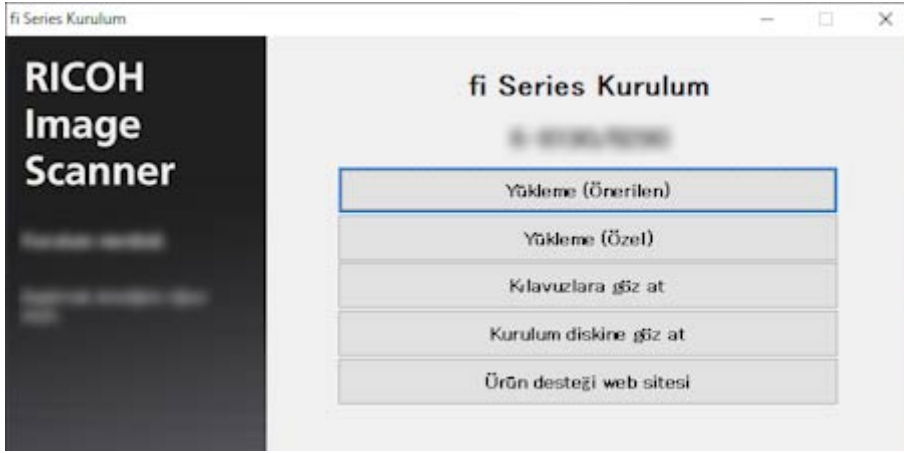 fi Series Kurulum
RICOH
Image
Scanner
fi Series Kurulum
Yükleme (Önerilen)
Yükleme (Özel)
Kılavuzlara göz at
Kurulum diskine göz at
Ürün desteği web sitesi